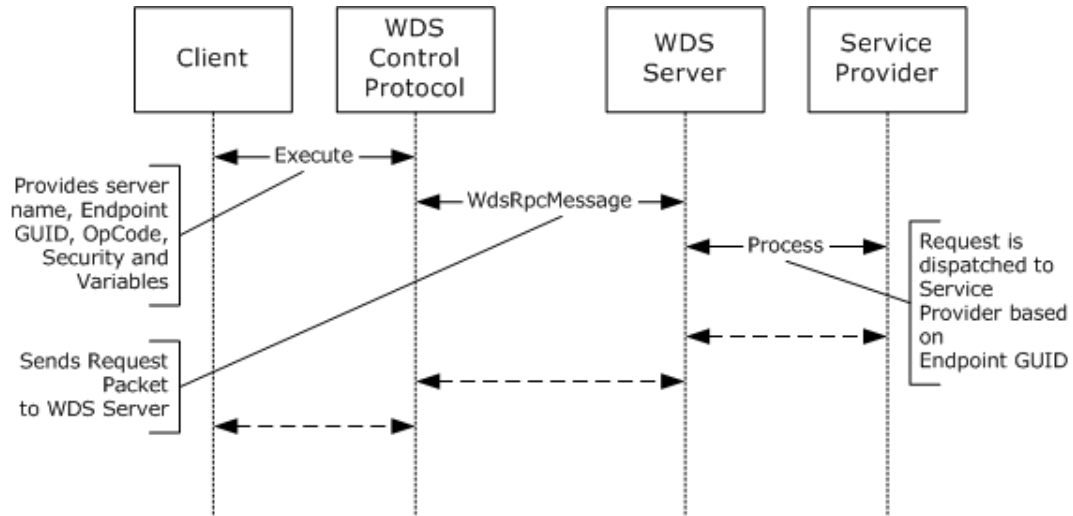 Client
WDS
Control
Protocol
WDS
Server
Service
Provider
Execute
Provides server
name, Endpoint
GUID, OpCode,
Security and
Variables
WdsRpcMessage
Process
Request is
dispatched to
Service
Provider based
on
Endpoint GUID
Sends Request
Packet
to WDS Server